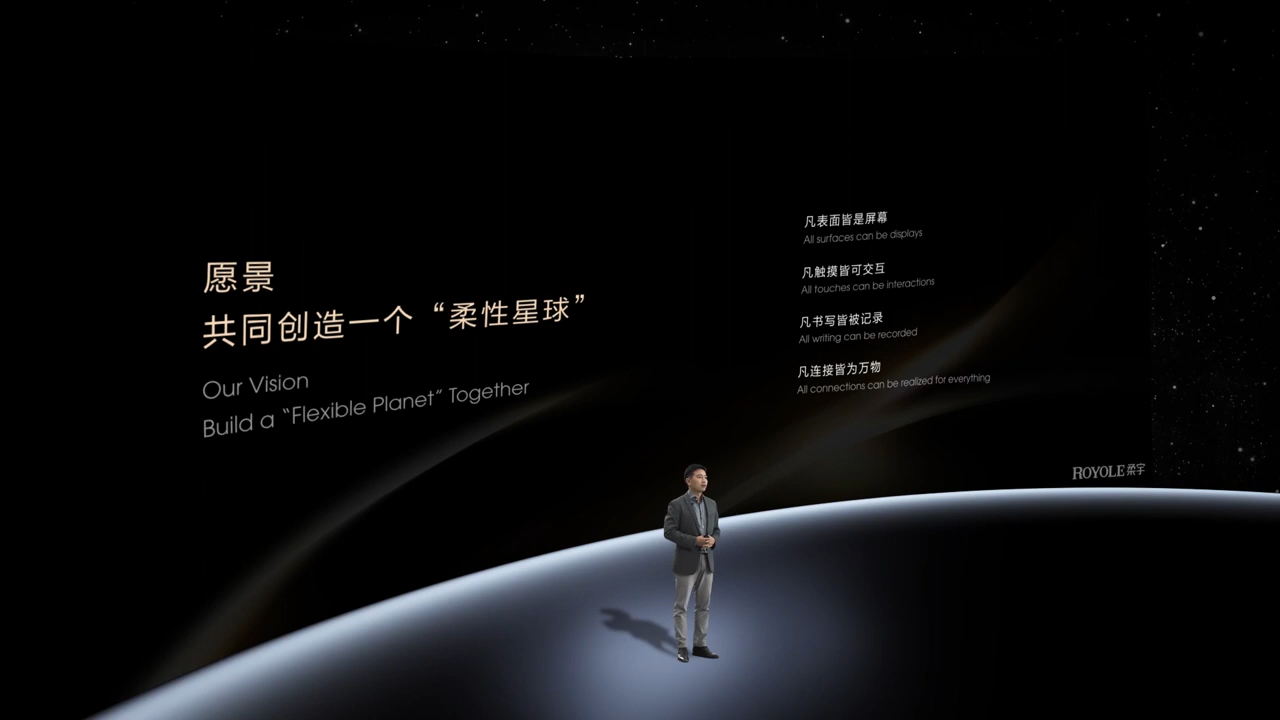 愿景
共同创造一个“柔性星球”
Our Vision
Build a “Flexible Planet” Together
凡表面皆是屏幕
All surfaces can be displays
凡触摸皆可交互
All touches can be interactions
凡书写皆被记录
All writing can be recorded
凡连接皆为万物
All connections can be realized for everything
ROYOLE 柔宇